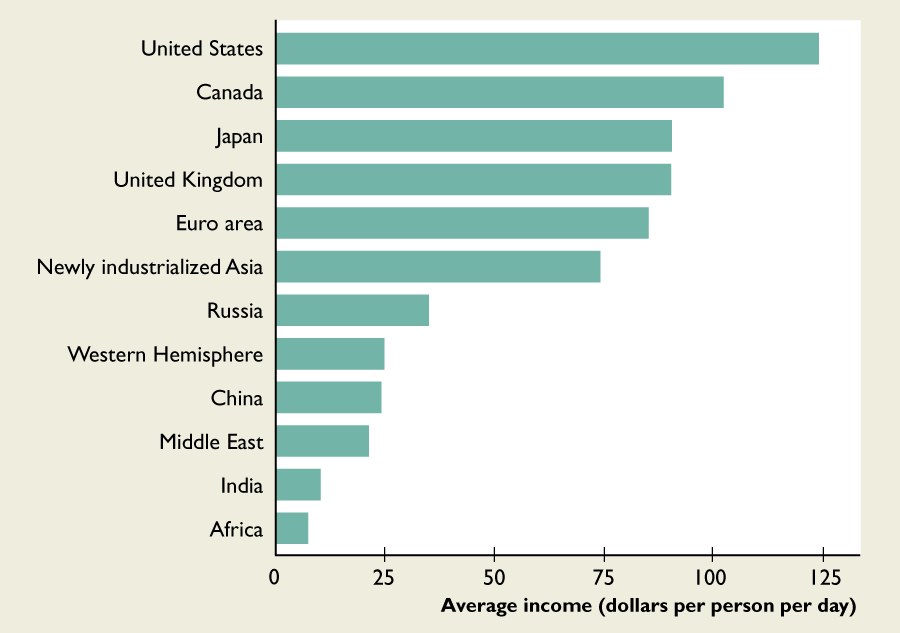 United States
Canada
Japan
United Kingdom
Euro area
Newly industrialized Asia
Russia
Western Hemisphere
China
Middle East
India
Africa
0 25 50 75 100 125
Average income (dollars per person per day)